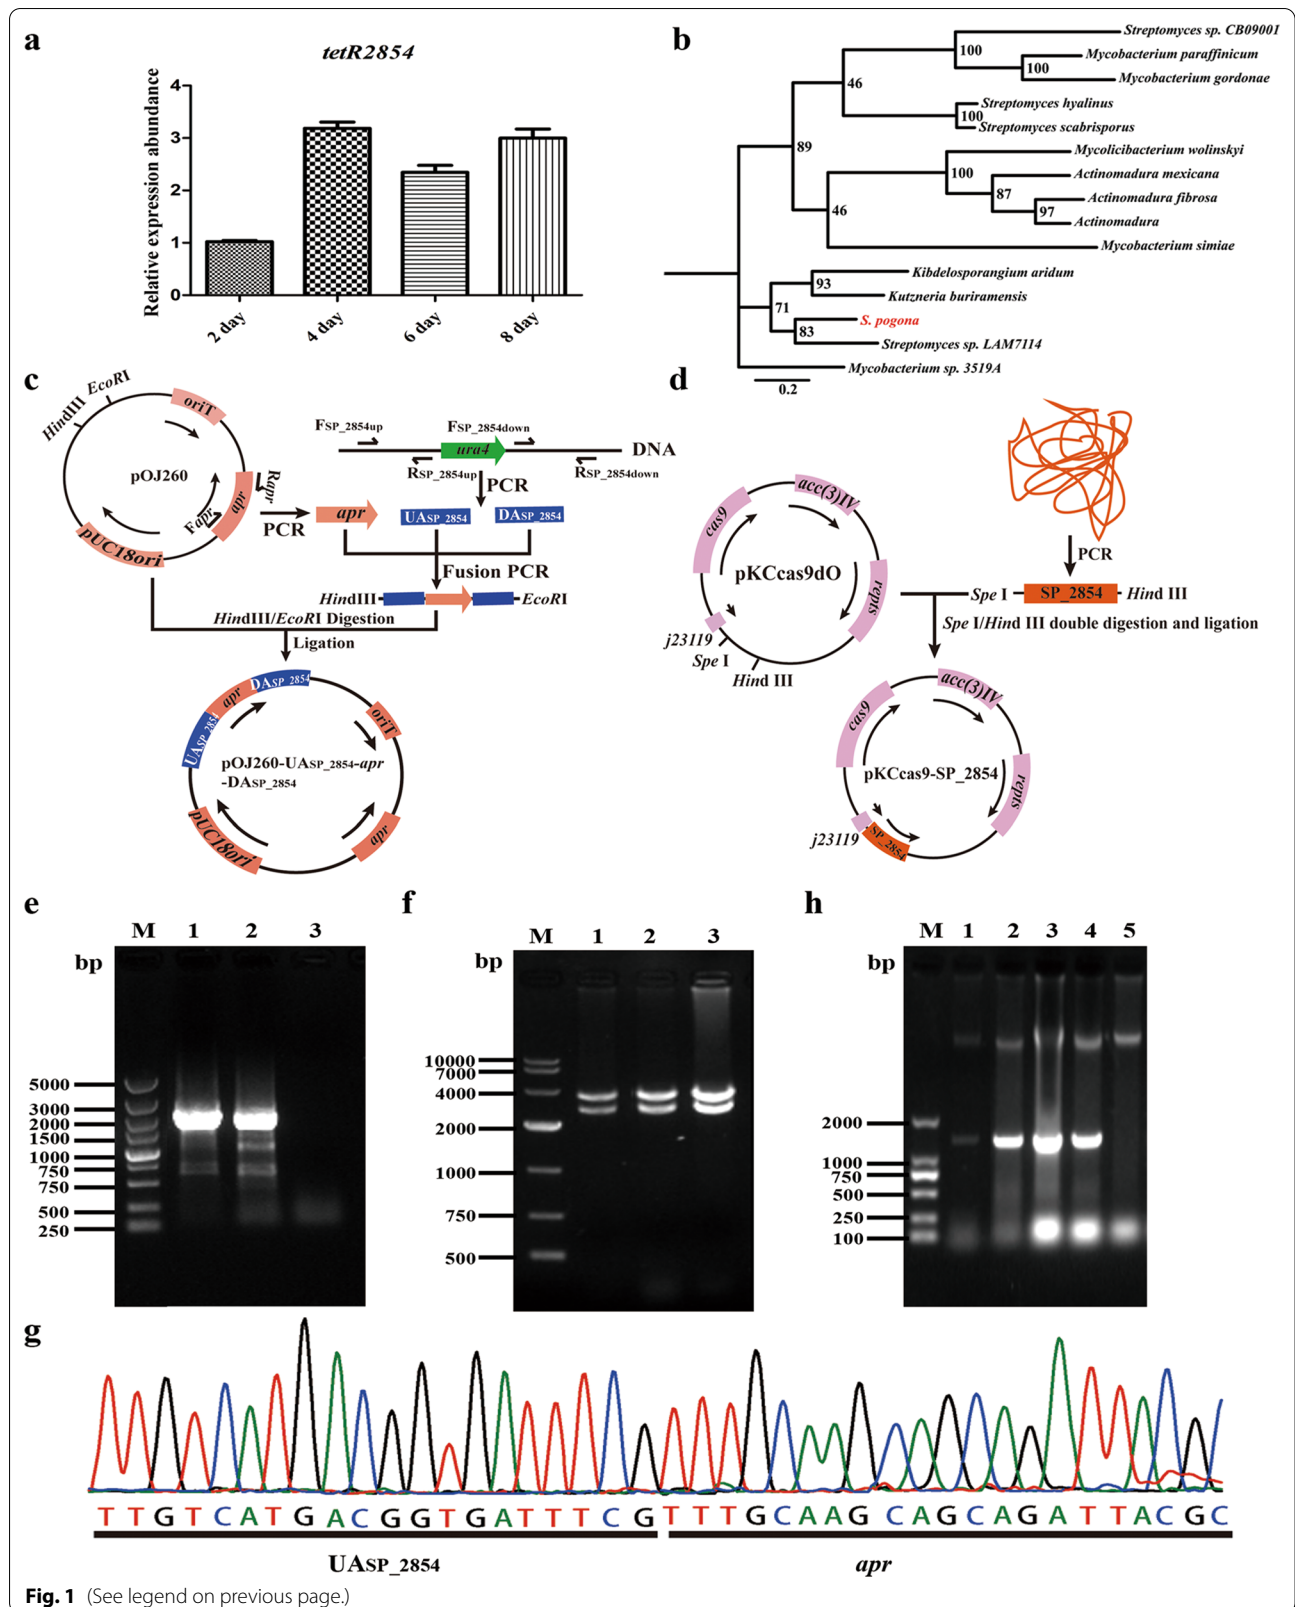 a
tetR2854
Relative expression abundance
4
3
2
1
0
2 day
4 day
6 day
8 day
b
Streptomyces sp. CB09001
100
Mycobacterium paraffinicum
100
Mycobacterium gordonae
46
Streptomyces hyalinus
100
Streptomyces scabrisporus
89
Mycolicibacterium wolinskyi
100
Actinomadura mexicana
87
Actinomadura fibrosa
97
Actinomadura
46
Mycobacterium simiae
Kibdelosporangium aridum
93
Kutzneria buriramensis
71
S. pogona
83
Streptomyces sp. LAM7114
Mycobacterium sp. 3519A
0.2
c
HindIII
EcoRI
oriT
pOJ260
apr
Rapr
Fapr
pUC18ori
PCR
FSP_2854up
FSP_2854down
ura4
DNA
RSP_2854up
RSP_2854down
PCR
apr
UASP_2854
DASP_2854
Fusion PCR
HindIII
EcoRI
HindIII/EcoRI Digestion
Ligation
UASP_2854
apr
DASP_2854
oriT
pOJ260-UASP_2854-apr
-DASP_2854
pUC18ori
apr
d
acc(3)IV
cas9
pKCcas9dO
repts
j23119
Spe I
Hind III
PCR
Spe I
SP_2854
Hind III
Spe I/Hind III double digestion and ligation
acc(3)IV
cas9
pKCcas9-SP_2854
repts
j23119
SP_2854
e
M 1 2 3
bp
5000
3000
2000
1500
1000
750
750
500
250
f
M 1 2 3
bp
10000
7000
4000
2000
1000
750
500
h
M 1 2 3 4 5
bp
2000
1000
750
500
250
100
g
T T G T C A T G A C G G T G A T T T C G T T T G C A A G C A G C A G A T T A C G C
UASP_2854
apr
Fig. 1 (See legend on previous page.)